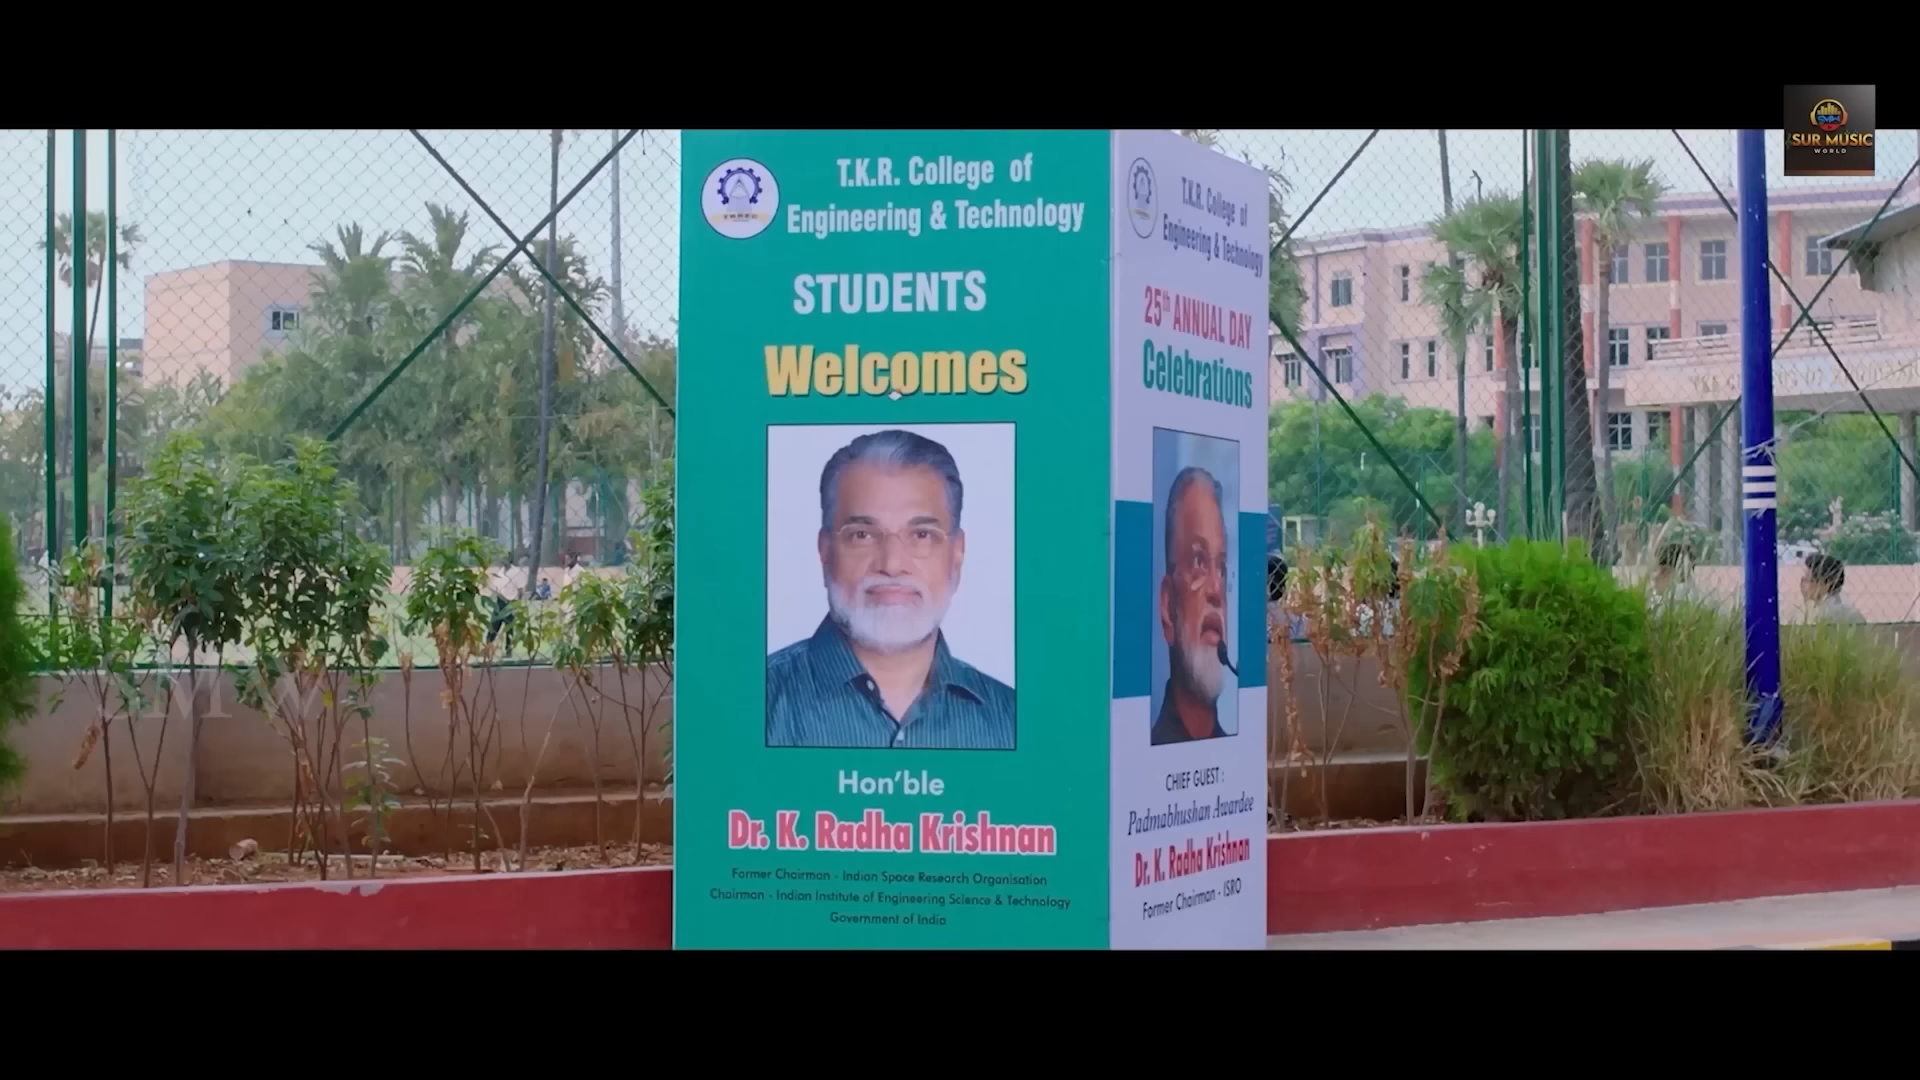 T.K.R. College of
Engineering & Technology
STUDENTS
Welcomes
Hon'ble
Dr. K. Radha Krishnan
Former Chairman - Indian Space Research Organisation
Chairman - Indian Institute of Engineering Science & Technology
Government of India
T.K.R. College of
Engineering & Technology
25th ANNUAL DAY
Celebrations
CHIEF GUEST :
Padmabhushan Awardee
Dr. K. Radha Krishnan
Former Chairman - ISRO
SUR MUSIC
WORLD
SMW